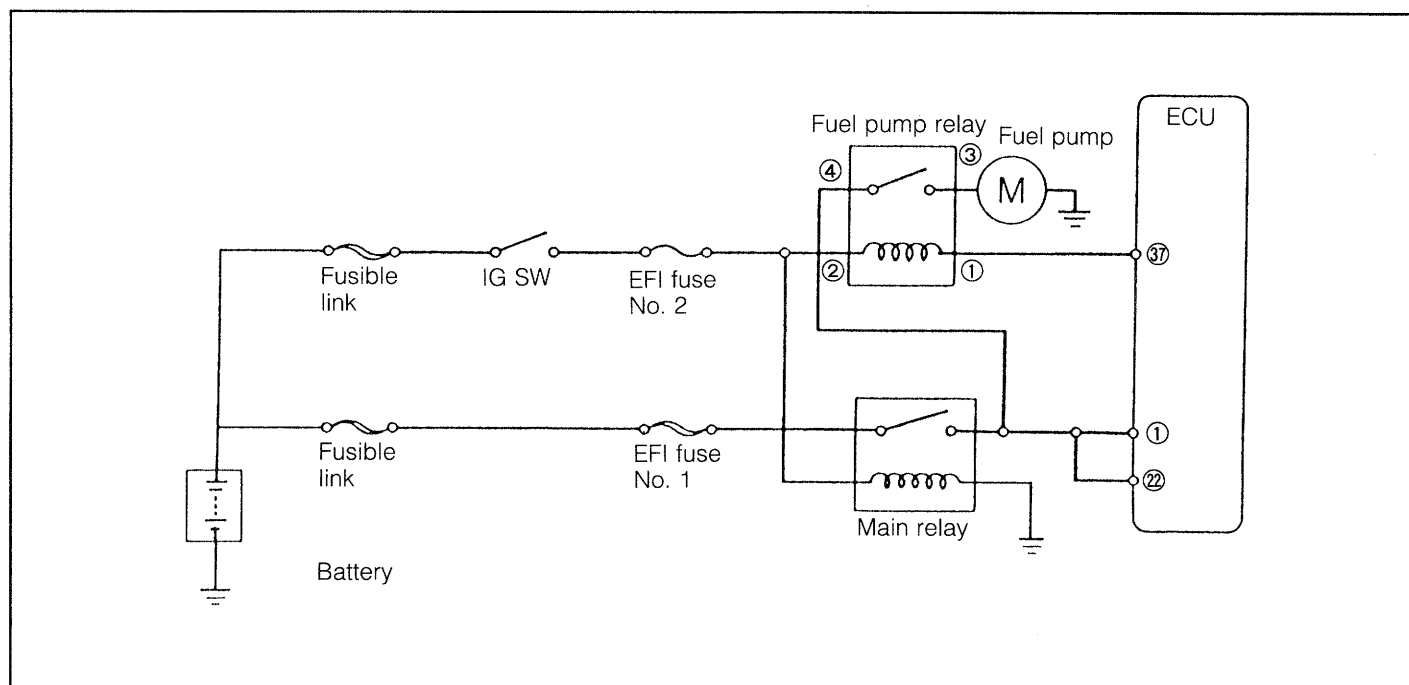 ECU
Fuel pump relay
Fuel pump
③
④
M
Fusible
link
IG SW
EFI fuse
No. 2
②
①
㊲
Fusible
link
EFI fuse
No. 1
①
㉒
Main relay
Battery